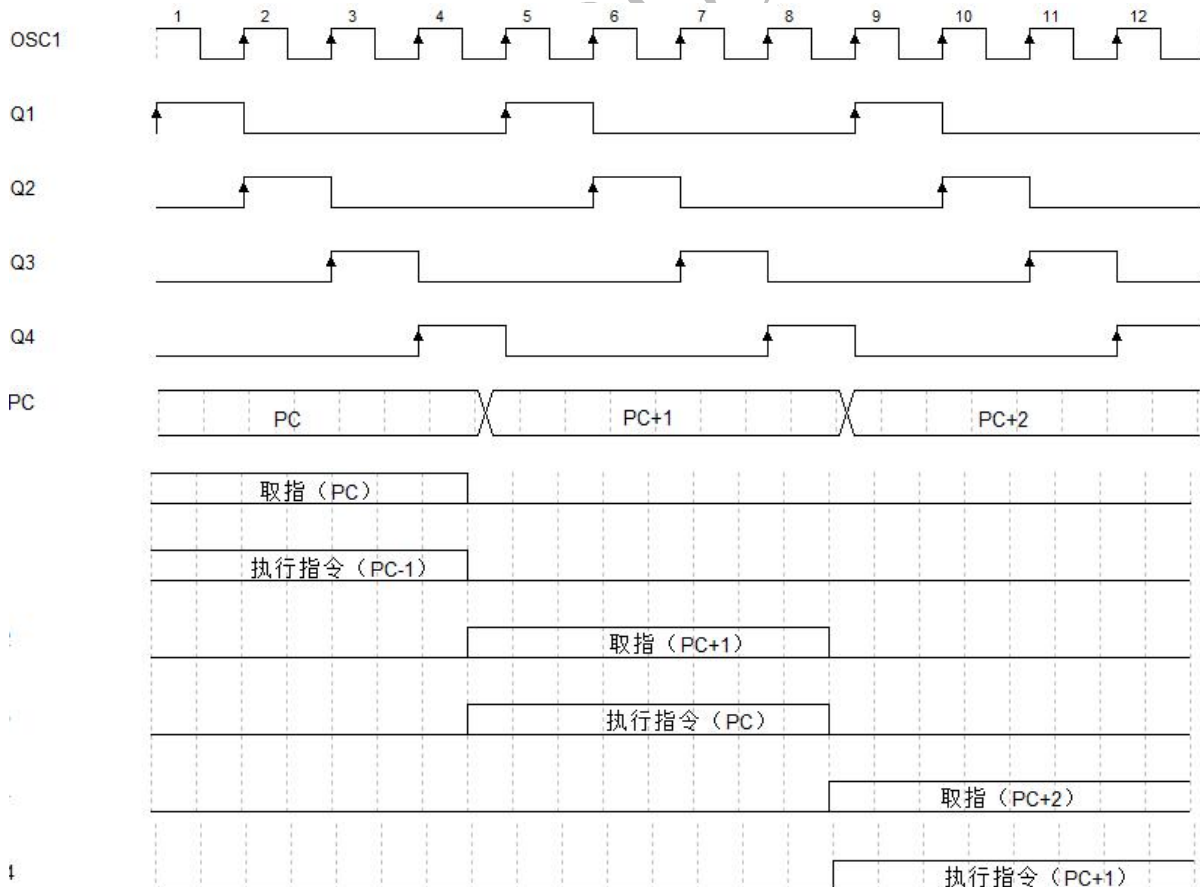 1 2 3 4 5 6 7 8 9 10 11 12
OSC1
Q1
Q2
Q3
Q4
PC
PC PC+1 PC+2
取指（PC）
执行指令（PC-1）
取指（PC+1）
执行指令（PC）
取指（PC+2）
执行指令（PC+1）